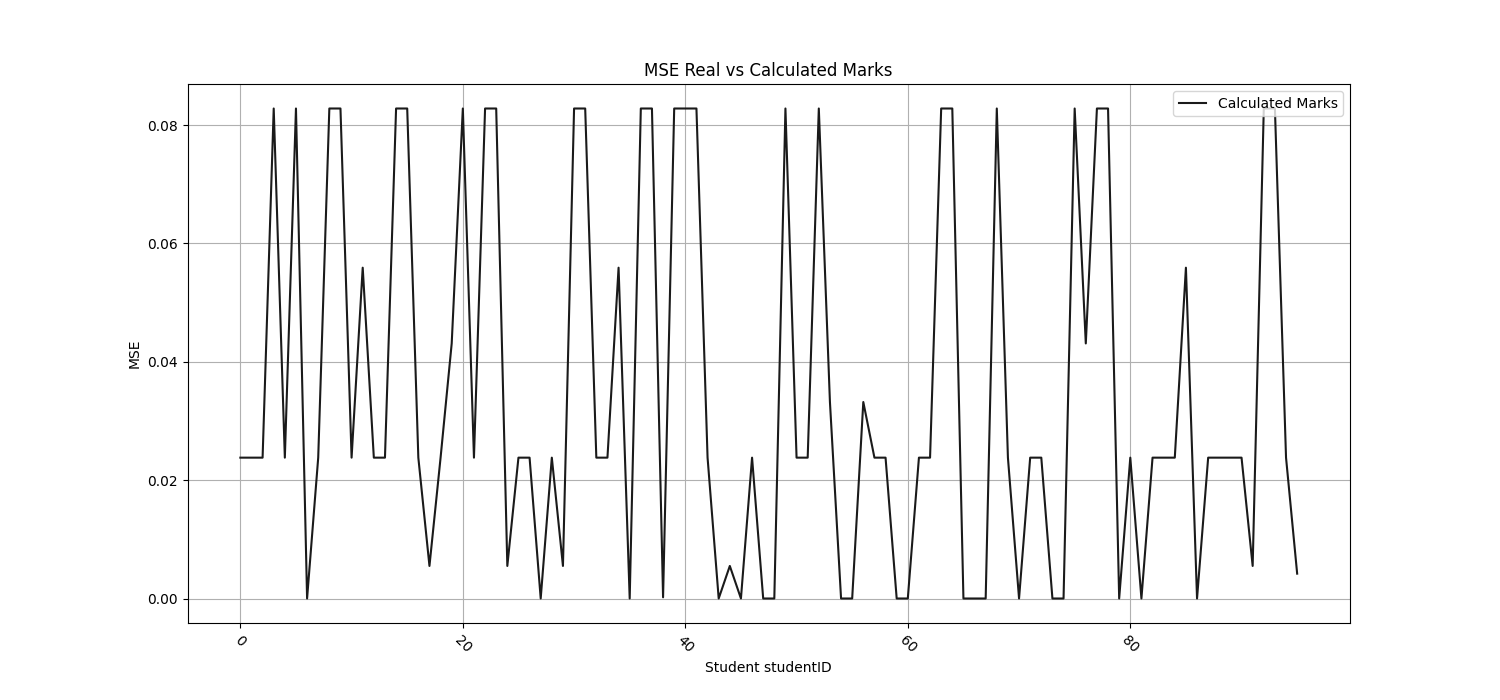 MSE Real vs Calculated Marks
Calculated Marks
0.08
0.06
0.04
0.02
0.00
MSE
0
20
40
60
80
Student studentID